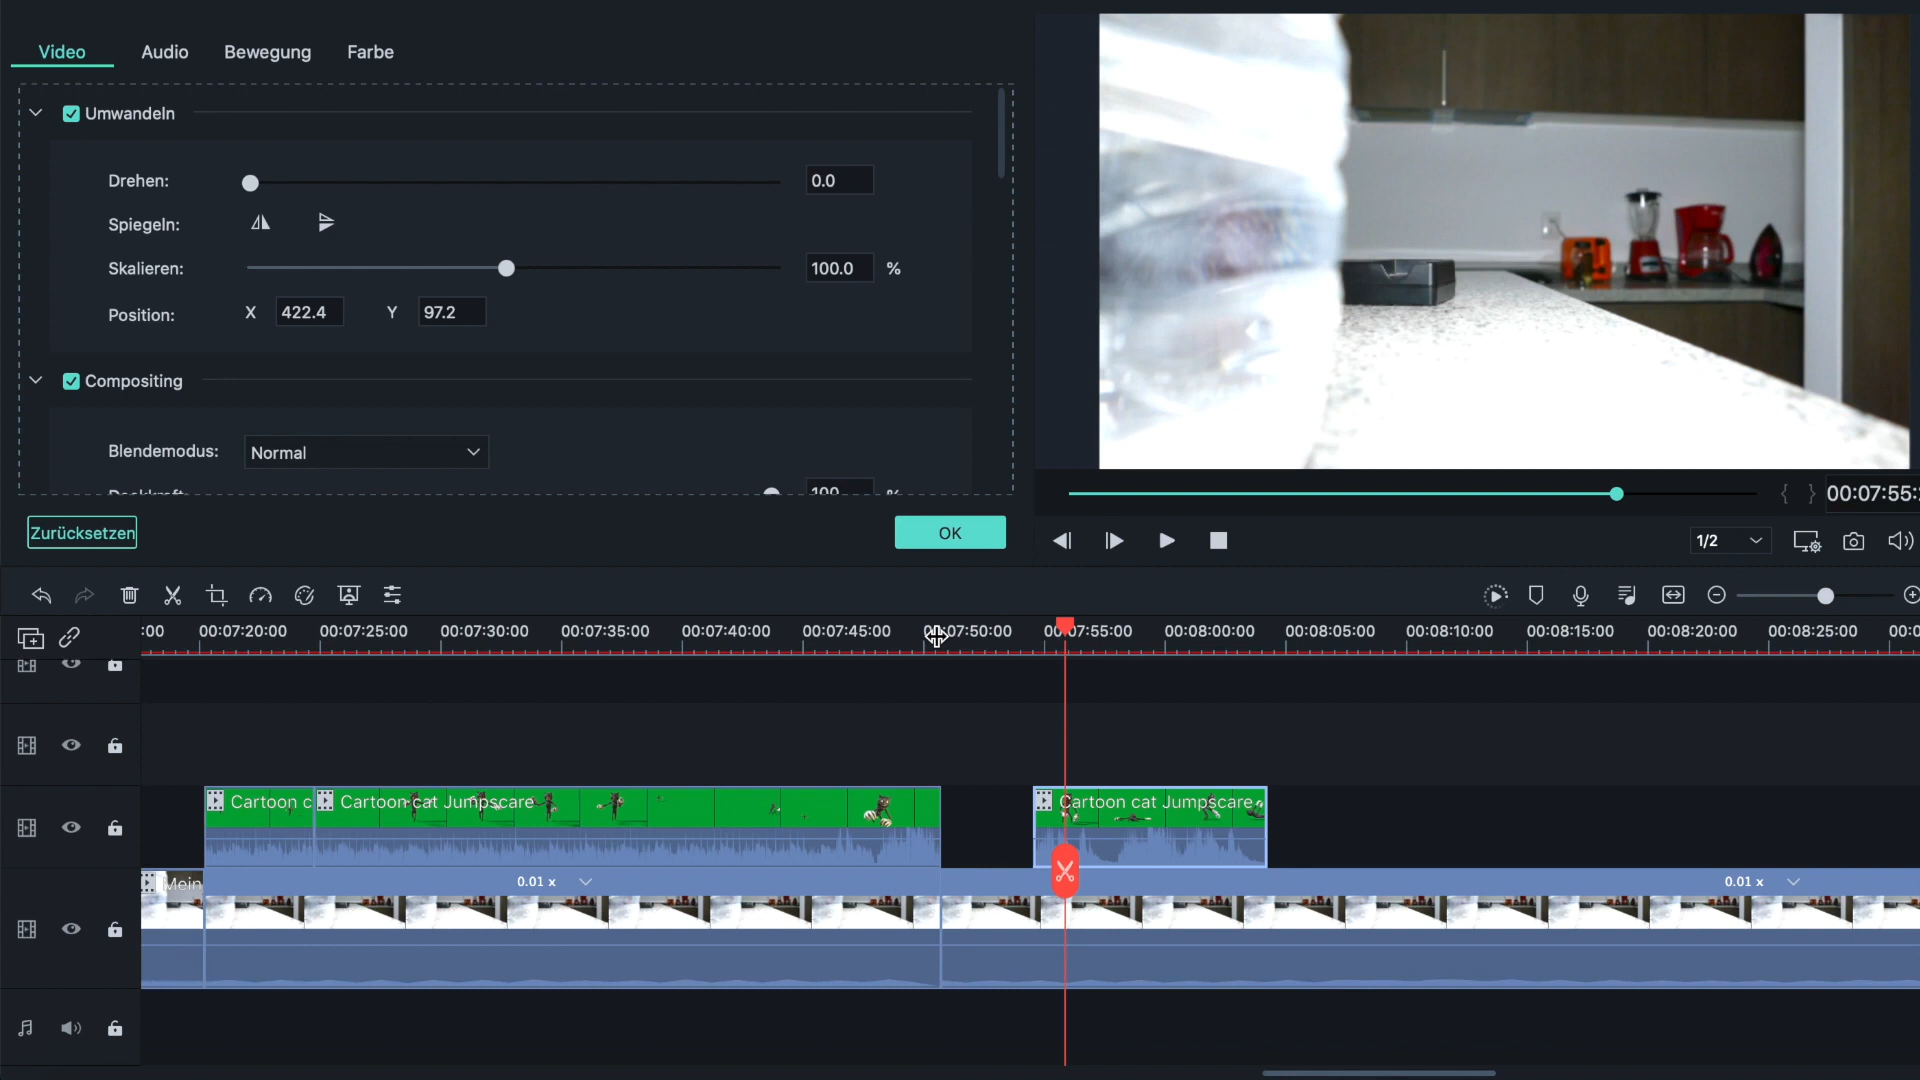 Video Audio Bewegung Farbe
Umwandeln
Drehen: 0.0
Spiegeln:
Skalieren: 100.0 %
Position: X 422.4 Y 97.2
Compositing
Blendemodus: Normal
100 %
Zurücksetzen OK
00:07:55:
1/2
:00 00:07:20:00 00:07:25:00 00:07:30:00 00:07:35:00 00:07:40:00 00:07:45:00 00:07:50:00 00:07:55:00 00:08:00:00 00:08:05:00 00:08:10:00 00:08:15:00 00:08:20:00 00:08:25:00 00:0
Cartoon c Cartoon cat Jumpscare Cartoon cat Jumpscare
Mein 0.01 x 0.01 x